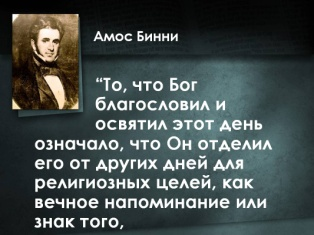 Амос Бинни
“То, что Бог
благословил и
освятил этот день
означало, что Он отделил
его от других дней для
религиозных целей, как
вечное напоминание или
знак того,